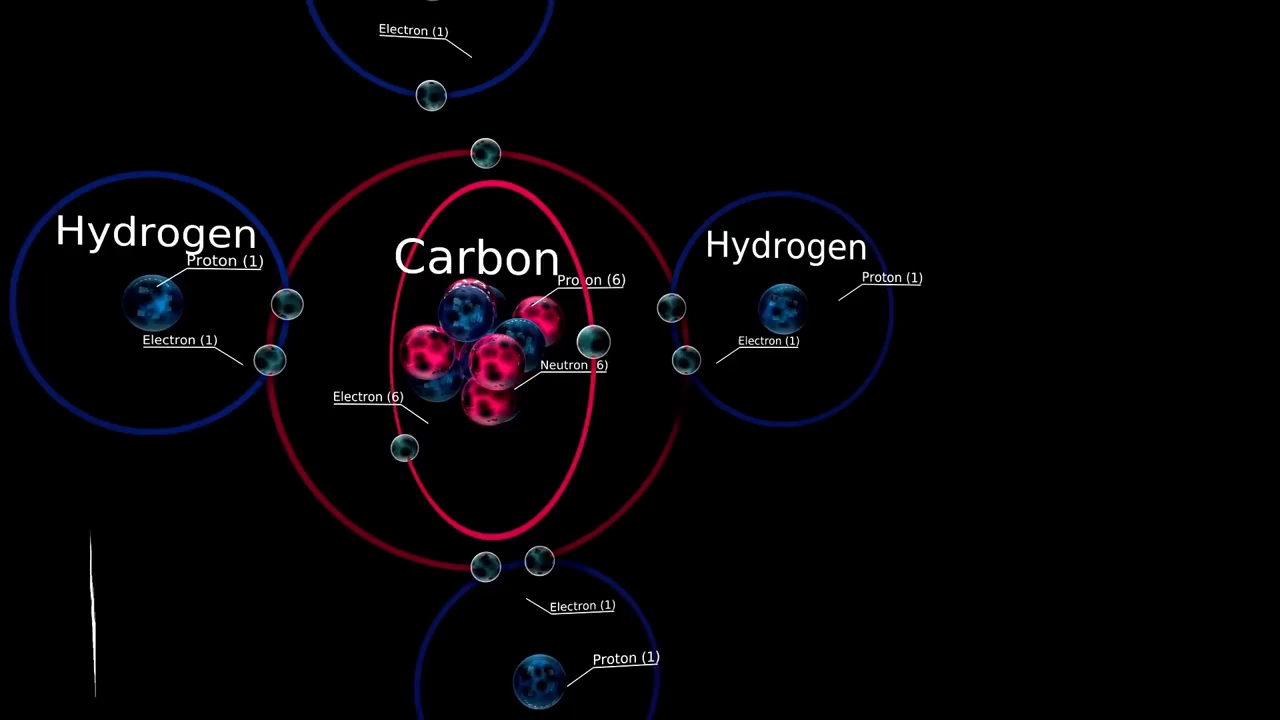 Electron (1)
Hydrogen
Proton (1)
Electron (1)
Carbon
Proton (6)
Neutron (6)
Electron (6)
Hydrogen
Proton (1)
Electron (1)
Electron (1)
Proton (1)